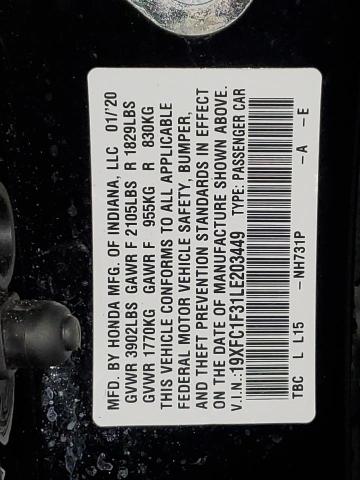 MFD. BY HONDA MFG. OF INDIANA, LLC 01/'20
GVWR 3902LBS GAWR F 2105LBS R 1829LBS
GVWR 1770KG GAWR F 955KG R 830KG
THIS VEHICLE CONFORMS TO ALL APPLICABLE
FEDERAL MOTOR VEHICLE SAFETY, BUMPER,
AND THEFT PREVENTION STANDARDS IN EFFECT
ON THE DATE OF MANUFACTURE SHOWN ABOVE.
V.I.N.:19XFC1F31LE203449 TYPE: PASSENGER CAR
TBC L L15 -NH731P -A -E